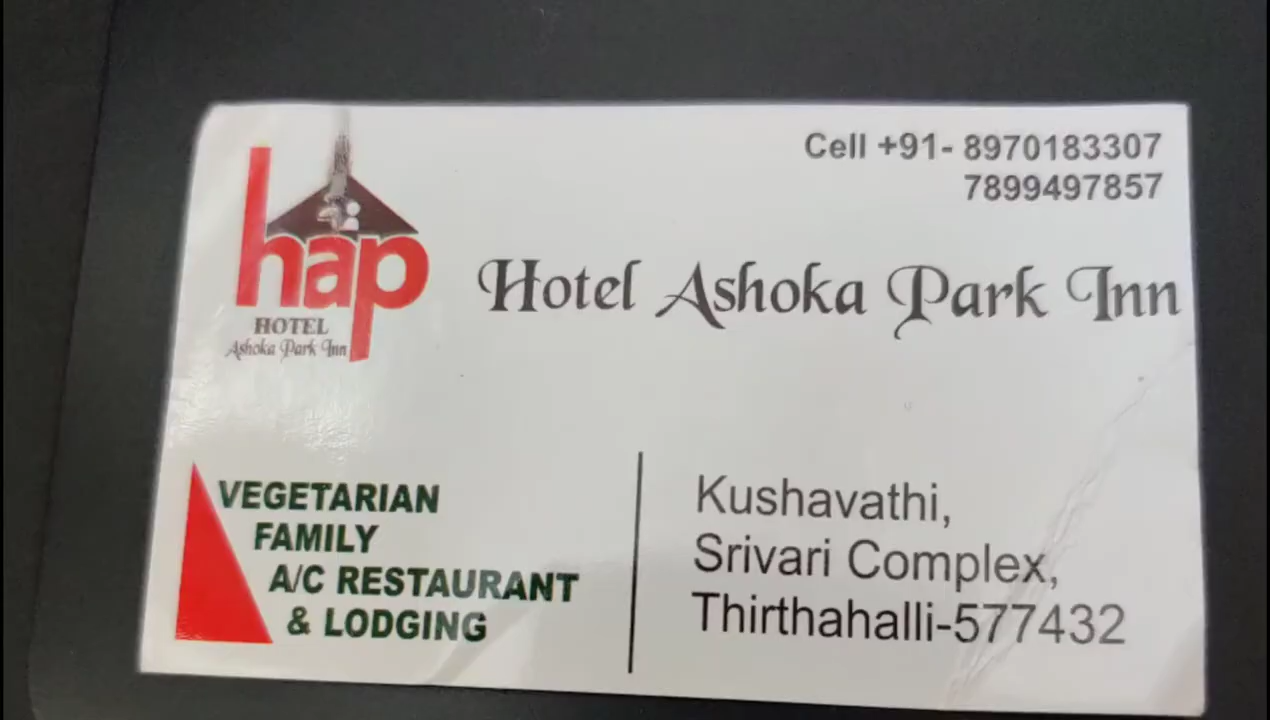 hap
HOTEL
Ashoka Park Inn
Cell +91- 8970183307
7899497857
Hotel Ashoka Park Inn
VEGETARIAN
FAMILY
A/C RESTAURANT
& LODGING
Kushavathi,
Srivari Complex,
Thirthahalli-577432